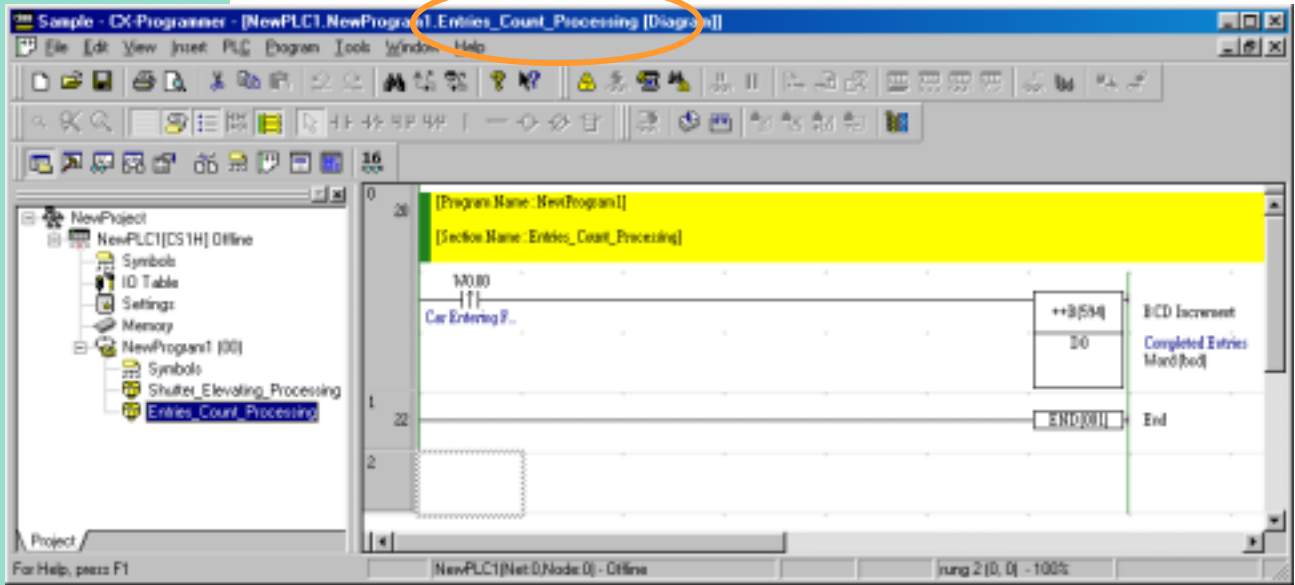 Sample - CX-Programmer - [NewPLC1.NewProgram1.Entries_Count_Processing [Diagram]]
File Edit View Insert PLC Program Tools Window Help
16
NewProject
NewPLC1[CS1H] Offline
Symbols
IO Table
Settings
Memory
NewProgram1 (00)
Symbols
Shutter_Elevating_Processing
Entries_Count_Processing
Project
0
20
[Program Name : NewProgram1]
[Section Name : Entries_Count_Processing]
W0.00
Car Entering F...
++B(594)
BCD Increment
D0
Completed Entries
Word(bcd)
1
22
END(001)
End
2
For Help, press F1
NewPLC1(Net:0,Node:0) - Offline
rung 2 (0, 0) - 100%